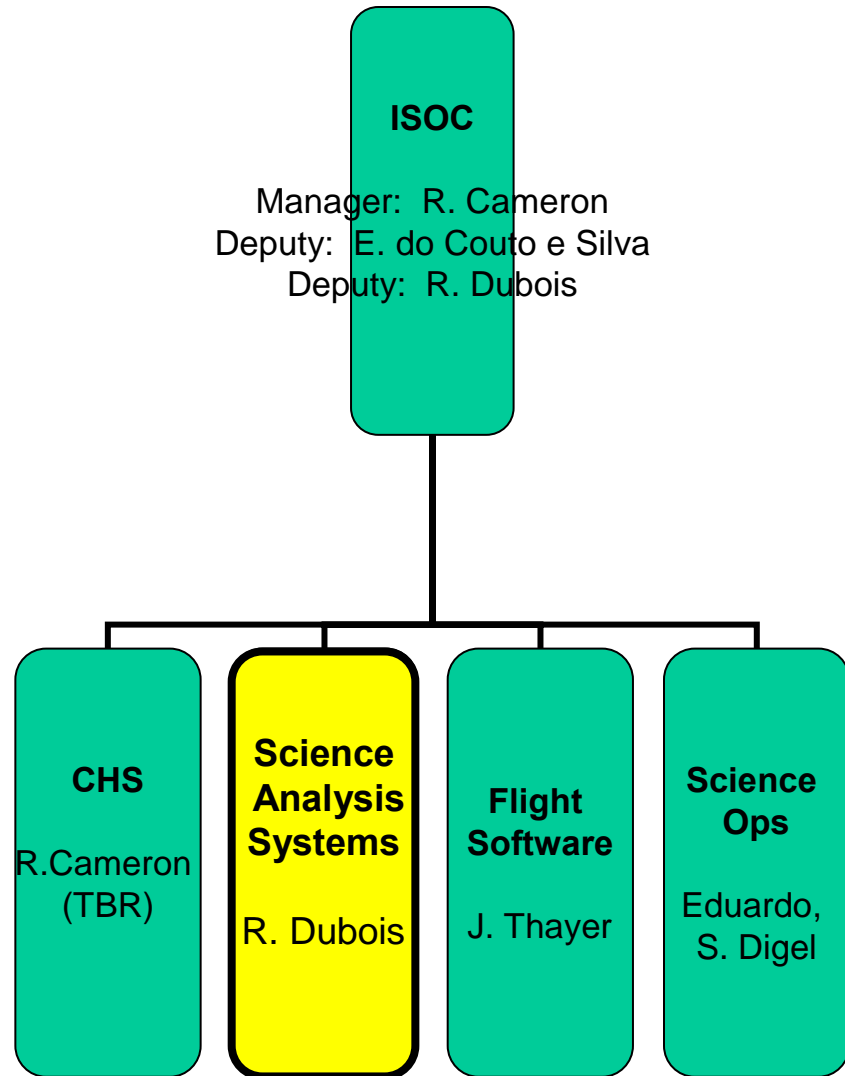 ISOC
Manager: R. Cameron
Deputy: E. do Couto e Silva
Deputy: R. Dubois
CHS
R.Cameron
(TBR)
Science
Analysis
Systems
R. Dubois
Flight
Software
J. Thayer
Science
Ops
Eduardo,
S. Digel